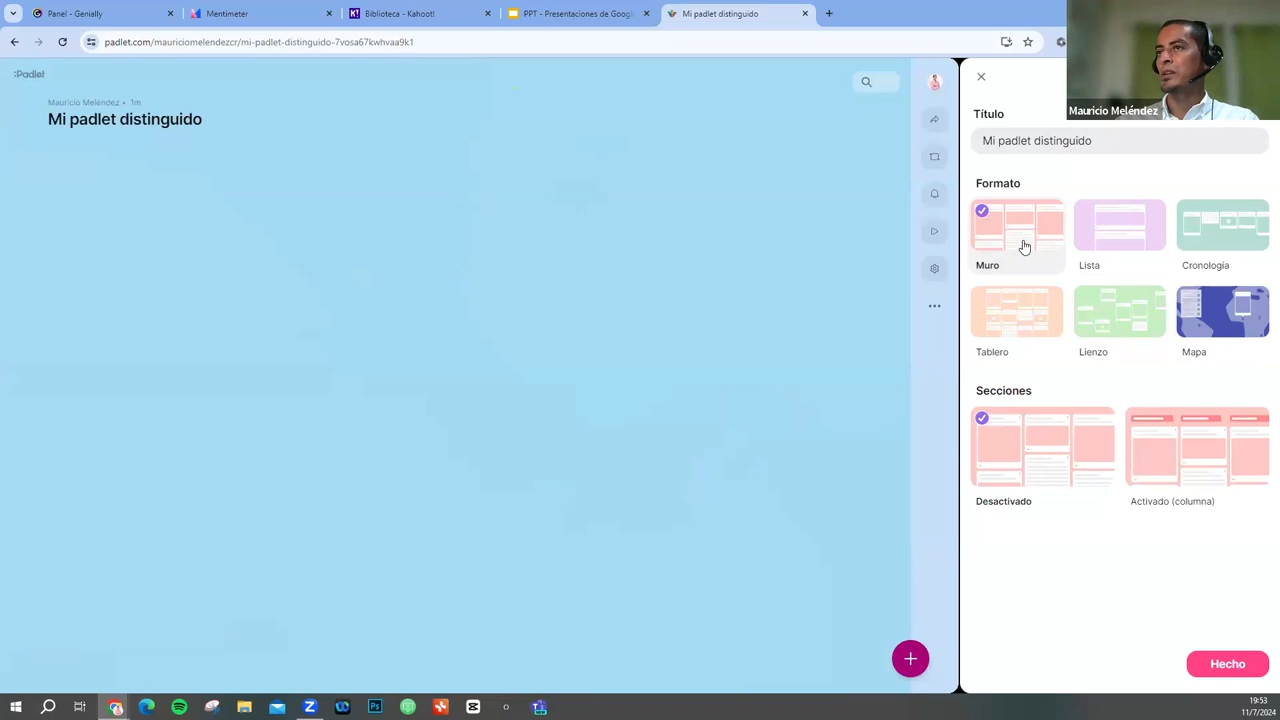 Panel - Genially
Mentimeter
Biblioteca - Kahoot!
PPT - Presentaciones de Google
Mi padlet distinguido
padlet.com/mauriciomelendezcr/mi-padlet-distinguido-7vosa67kwhvaa9k1
:Padlet
Mauricio Meléndez • 1m
Mi padlet distinguido
Mauricio Meléndez
Título
Mi padlet distinguido
Formato
Muro
Lista
Cronología
Tablero
Lienzo
Mapa
Secciones
Desactivado
Activado (columna)
Hecho
19:53
11/7/2024